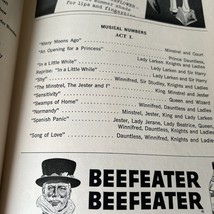 for lips and fir
MUSICAL NUMBERS
ACT I.
"Many Moons Ago" Minstrel and Court
"An Opening for a Princess" Prince Dauntless,
Lady Larken, Knights and Ladies
"In a Little While" Lady Larken and Sir Harry
Reprise: "In a Little While" Lady Larken and Sir Harry
"Shy" Winnifred, Sir Studley, Knights and Ladies
"The Minstrel, The Jester and I" King, Minstrel and Jester
"Sensitivity" Queen and Wizard
"Swamps of Home" Winnifred, Dauntless and Ladies
"Normandy" Minstrel, Jester, King and Lady Larken
"Spanish Panic" Jester, Lady Jerane, Lady Beatrice, Queen
Winnifred, Dauntless, Knights and Ladies
"Song of Love" Dauntless, Winnifred, Knights and Ladies
BEEFEATER
BEEFEATER